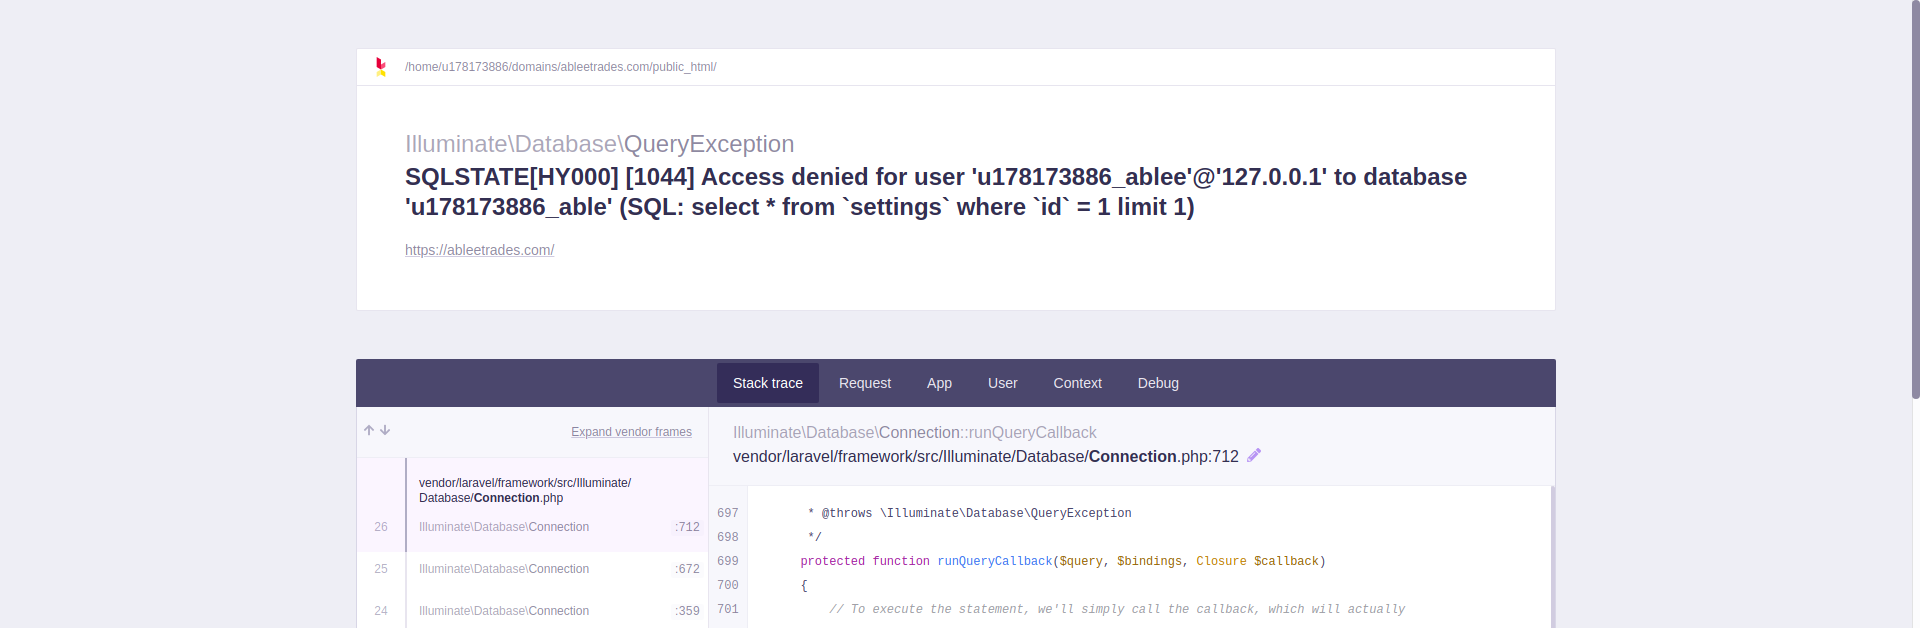 /home/u178173886/domains/ableetrades.com/public_html/
Illuminate\Database\QueryException
SQLSTATE[HY000] [1044] Access denied for user 'u178173886_ablee'@'127.0.0.1' to database
'u178173886_able' (SQL: select * from `settings` where `id` = 1 limit 1)
https://ableetrades.com/
Stack trace Request App User Context Debug
Expand vendor frames
vendor/laravel/framework/src/Illuminate/
Database/Connection.php
26 Illuminate\Database\Connection :712
25 Illuminate\Database\Connection :672
24 Illuminate\Database\Connection :359
Illuminate\Database\Connection::runQueryCallback
vendor/laravel/framework/src/Illuminate/Database/Connection.php:712
697 * @throws \Illuminate\Database\QueryException
698 */
699 protected function runQueryCallback($query, $bindings, Closure $callback)
700 {
701 // To execute the statement, we'll simply call the callback, which will actually